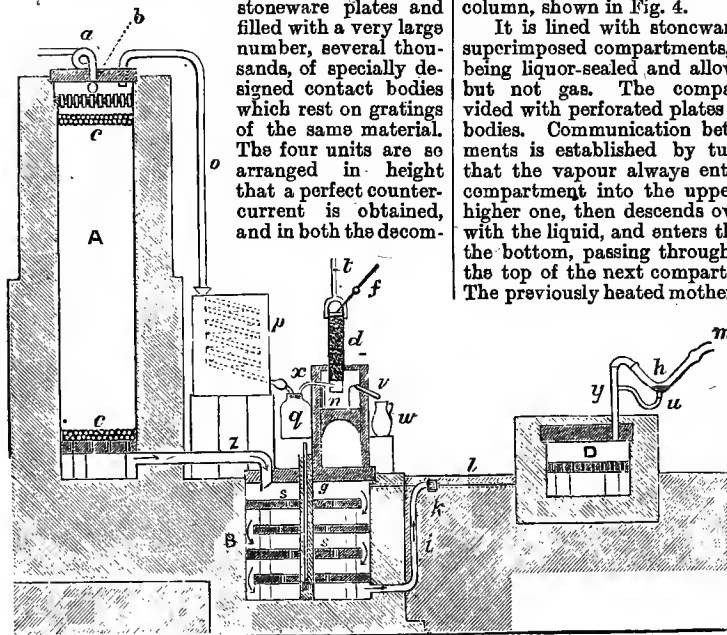 stoneware plates and
filled with a very large
number, several thou-
sands, of specially de-
signed contact bodies
which rest on gratings
of the same material.
The four units are so
arranged in height
that a perfect counter-
current is obtained,
and in both the decom-
column, shown in Fig. 4.
It is lined with stoneware
superimposed compartments,
being liquor-sealed and allow
but not gas. The compa
vided with perforated plates
bodies. Communication bet
ments is established by tu
that the vapour always ent
compartment into the uppe
higher one, then descends ov
with the liquid, and enters th
the bottom, passing through
the top of the next compart
The previously heated mother
a
b
c
A
o
c
t
f
d
p
x
n
v
q
w
z
s
g
B
s
l
k
i
m
h
y
u
D